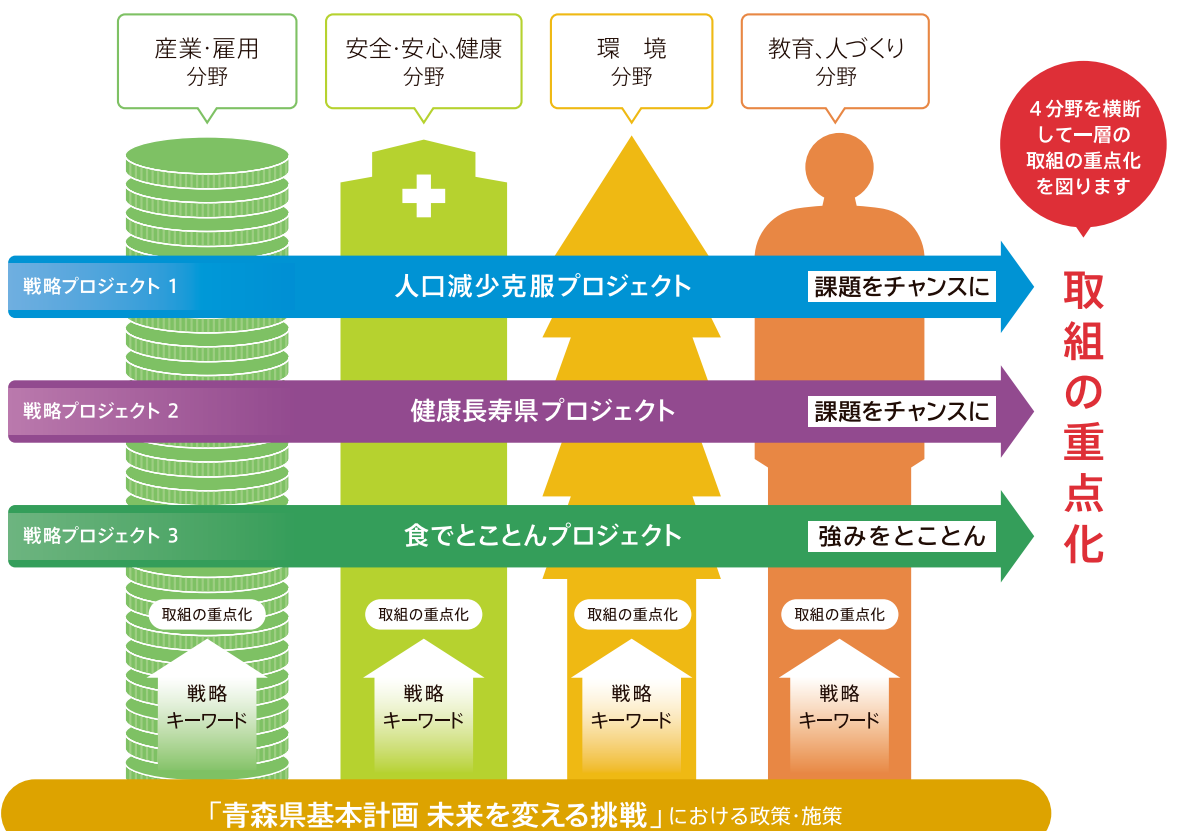 産業・雇用
分野
安全・安心、健康
分野
環　境
分野
教育、人づくり
分野
4分野を横断
して一層の
取組の重点化
を図ります
戦略プロジェクト 1
人口減少克服プロジェクト
課題をチャンスに
戦略プロジェクト 2
健康長寿県プロジェクト
課題をチャンスに
戦略プロジェクト 3
食でとことんプロジェクト
強みをとことん
取組の重点化
取組の重点化
戦略
キーワード
取組の重点化
戦略
キーワード
取組の重点化
戦略
キーワード
取組の重点化
戦略
キーワード
「青森県基本計画 未来を変える挑戦」における政策・施策